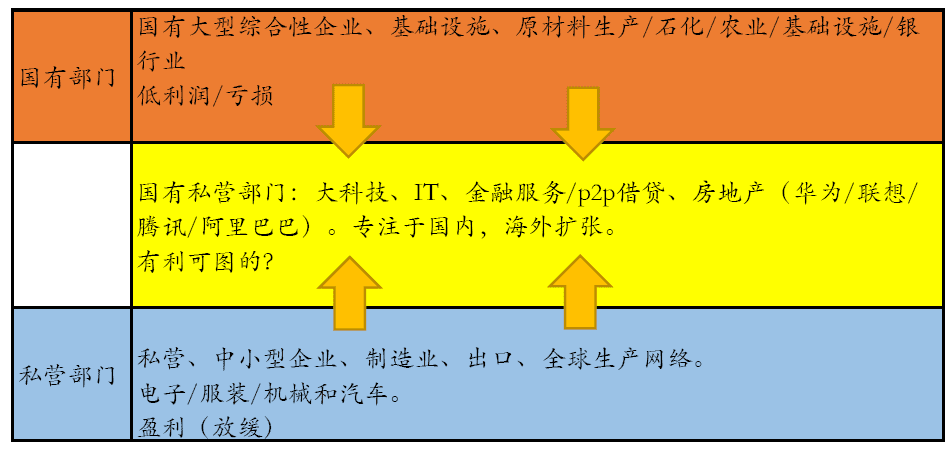 国有部门
国有大型综合性企业、基础设施、原材料生产/石化/农业/基础设施/银
行业
低利润/亏损
国有私营部门：大科技、IT、金融服务/p2p借贷、房地产（华为/联想/
腾讯/阿里巴巴）。专注于国内，海外扩张。
有利可图的？
私营部门
私营、中小型企业、制造业、出口、全球生产网络。
电子/服装/机械和汽车。
盈利（放缓）